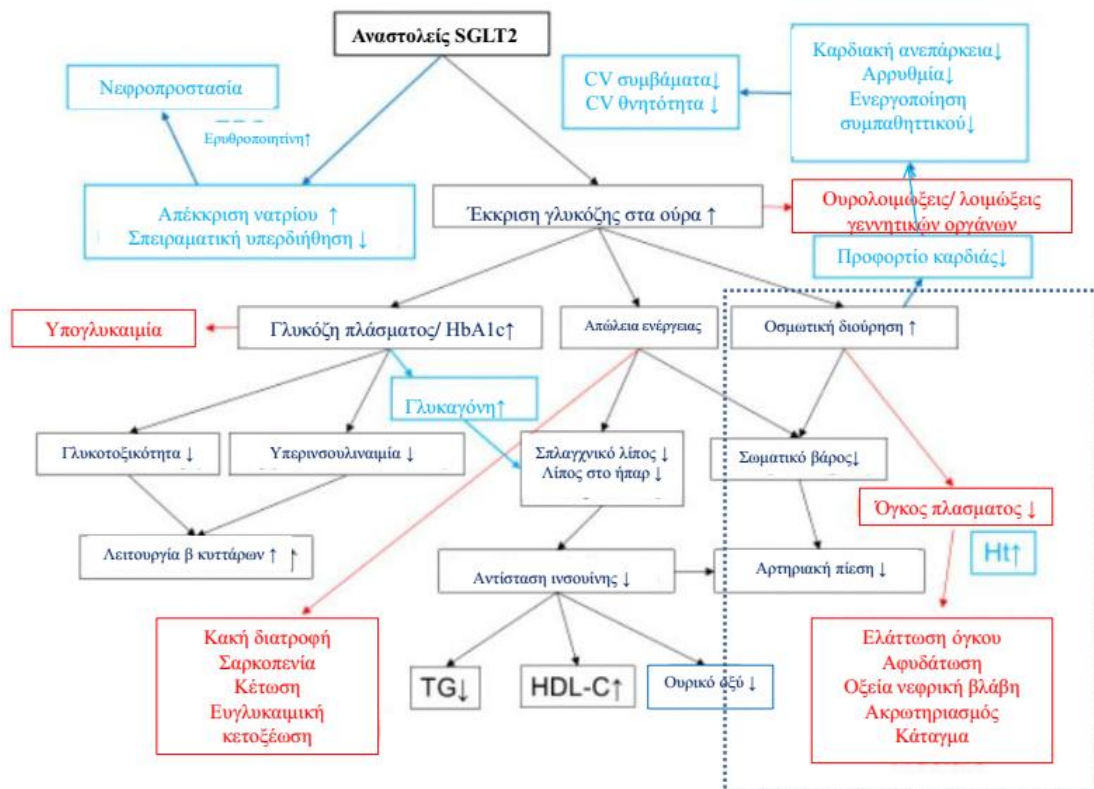 Αναστολείς SGLT2
Καρδιακή ανεπάρκεια↓
Αρρυθμία↓
Ενεργοποίηση
συμπαθηττικού↓
CV συμβάματα↓
CV θνητότητα ↓
Νεφροπροστασία
Ερυθροποιητίνη↑
Απέκκριση νατρίου ↑
Σπειραματική υπερδιήθηση ↓
Έκκριση γλυκόζης στα ούρα ↑
Ουρολοιμώξεις/ λοιμώξεις
γεννητικών οργάνων
Προφορτίο καρδιάς↓
Υπογλυκαιμία
Γλυκόζη πλάσματος/ HbA1c↑
Απώλεια ενέργειας
Οσμωτική διούρηση ↑
Γλυκαγόνη↑
Γλυκοτοξικότητα ↓
Υπερινσουλιναιμία ↓
Σπλαγχνικό λίπος ↓
Λίπος στο ήπαρ ↓
Σωματικό βάρος↓
Όγκος πλασματος ↓
Ht↑
Λειτουργία β κυττάρων ↑ ↑
Αντίσταση ινσουίνης ↓
Αρτηριακή πίεση ↓
Κακή διατροφή
Σαρκοπενία
Κέτωση
Ευγλυκαιμική
κετοξέωση
TG↓
HDL-C↑
Ουρικό οξύ ↓
Ελάττωση όγκου
Αφυδάτωση
Οξεία νεφρική βλάβη
Ακρωτηριασμός
Κάταγμα